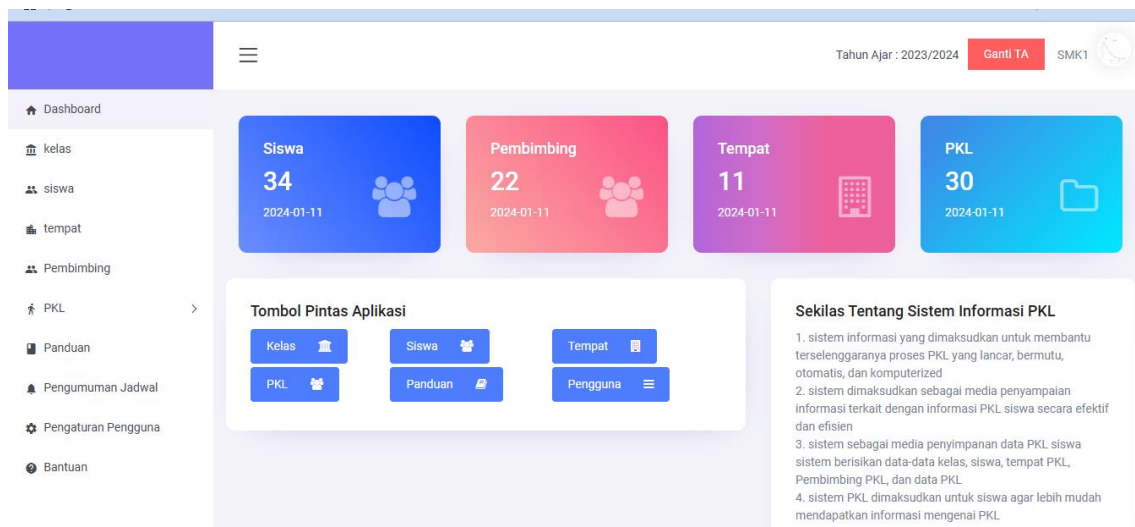 Tahun Ajar : 2023/2024
Ganti TA
SMK1
Dashboard
kelas
siswa
tempat
Pembimbing
PKL
Panduan
Pengumuman Jadwal
Pengaturan Pengguna
Bantuan
Siswa
34
2024-01-11
Pembimbing
22
2024-01-11
Tempat
11
2024-01-11
PKL
30
2024-01-11
Tombol Pintas Aplikasi
Kelas
Siswa
Tempat
PKL
Panduan
Pengguna
Sekilas Tentang Sistem Informasi PKL
1. sistem informasi yang dimaksudkan untuk membantu
terselenggaranya proses PKL yang lancar, bermutu,
otomatis, dan komputerized
2. sistem dimaksudkan sebagai media penyampaian
informasi terkait dengan informasi PKL siswa secara efektif
dan efisien
3. sistem sebagai media penyimpanan data PKL siswa
sistem berisikan data-data kelas, siswa, tempat PKL,
Pembimbing PKL, dan data PKL
4. sistem PKL dimaksudkan untuk siswa agar lebih mudah
mendapatkan informasi mengenai PKL